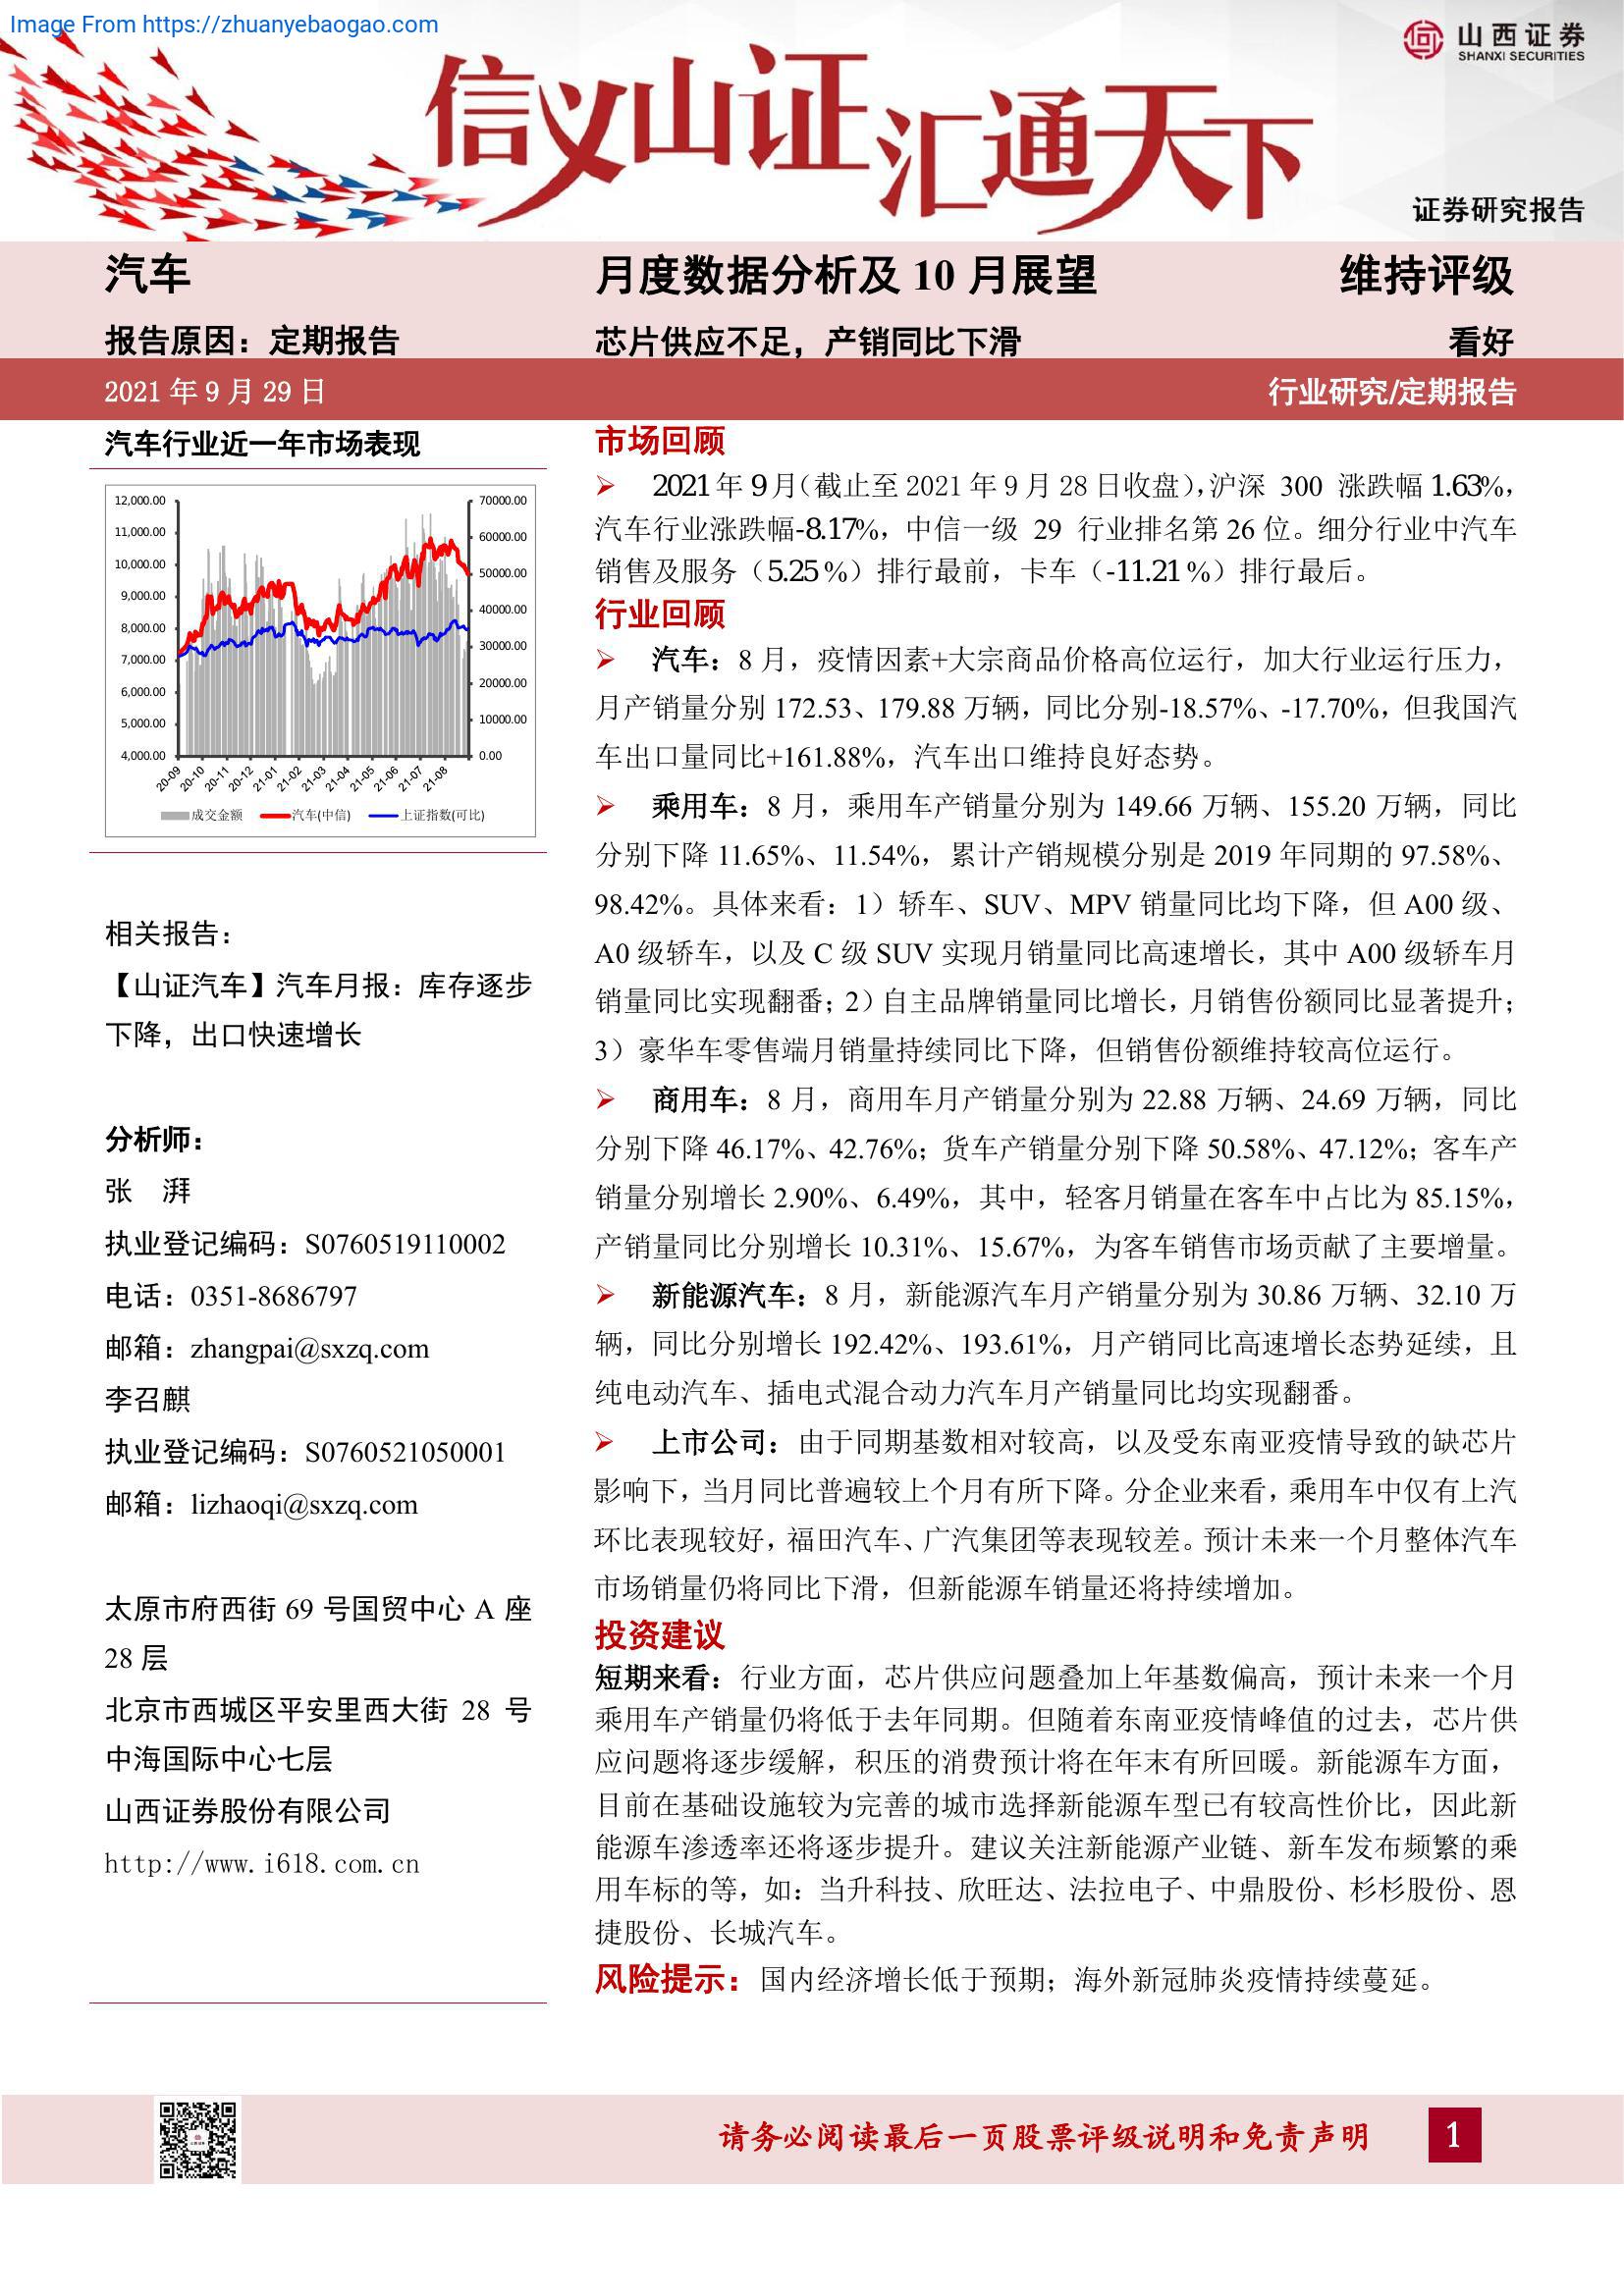 Image From https://zhuanyebaogao.com
山西证券
SHANXI SECURITIES
信义山证汇通天下
证券研究报告
汽车
月度数据分析及 10 月展望
维持评级
报告原因：定期报告
芯片供应不足，产销同比下滑
看好
2021 年 9 月 29 日
行业研究/定期报告
汽车行业近一年市场表现
12,000.00
11,000.00
10,000.00
9,000.00
8,000.00
7,000.00
6,000.00
5,000.00
4,000.00
70000.00
60000.00
50000.00
40000.00
30000.00
20000.00
10000.00
0.00
20-09
20-10
20-11
20-12
21-01
21-02
21-03
21-04
21-05
21-06
21-07
21-08
成交金额
汽车(中信)
上证指数(可比)
相关报告：
【山证汽车】汽车月报：库存逐步
下降，出口快速增长
分析师：
张 湃
执业登记编码：S0760519110002
电话：0351-8686797
邮箱：zhangpai@sxzq.com
李召麒
执业登记编码：S0760521050001
邮箱：lizhaoqi@sxzq.com
太原市府西街 69 号国贸中心 A 座
28 层
北京市西城区平安里西大街 28 号
中海国际中心七层
山西证券股份有限公司
http://www.i618.com.cn
市场回顾
➢ 2021 年 9 月（截止至 2021 年 9 月 28 日收盘），沪深 300 涨跌幅 1.63%，
汽车行业涨跌幅-8.17%，中信一级 29 行业排名第 26 位。细分行业中汽车
销售及服务（5.25 %）排行最前，卡车（-11.21 %）排行最后。
行业回顾
➢ 汽车：8 月，疫情因素+大宗商品价格高位运行，加大行业运行压力，
月产销量分别 172.53、179.88 万辆，同比分别-18.57%、-17.70%，但我国汽
车出口量同比+161.88%，汽车出口维持良好态势。
➢ 乘用车：8 月，乘用车产销量分别为 149.66 万辆、155.20 万辆，同比
分别下降 11.65%、11.54%，累计产销规模分别是 2019 年同期的 97.58%、
98.42%。具体来看：1）轿车、SUV、MPV 销量同比均下降，但 A00 级、
A0 级轿车，以及 C 级 SUV 实现月销量同比高速增长，其中 A00 级轿车月
销量同比实现翻番；2）自主品牌销量同比增长，月销售份额同比显著提升；
3）豪华车零售端月销量持续同比下降，但销售份额维持较高位运行。
➢ 商用车：8 月，商用车月产销量分别为 22.88 万辆、24.69 万辆，同比
分别下降 46.17%、42.76%；货车产销量分别下降 50.58%、47.12%；客车产
销量分别增长 2.90%、6.49%，其中，轻客月销量在客车中占比为 85.15%，
产销量同比分别增长 10.31%、15.67%，为客车销售市场贡献了主要增量。
➢ 新能源汽车：8 月，新能源汽车月产销量分别为 30.86 万辆、32.10 万
辆，同比分别增长 192.42%、193.61%，月产销同比高速增长态势延续，且
纯电动汽车、插电式混合动力汽车月产销量同比均实现翻番。
➢ 上市公司：由于同期基数相对较高，以及受东南亚疫情导致的缺芯片
影响下，当月同比普遍较上个月有所下降。分企业来看，乘用车中仅有上汽
环比表现较好，福田汽车、广汽集团等表现较差。预计未来一个月整体汽车
市场销量仍将同比下滑，但新能源车销量还将持续增加。
投资建议
短期来看：行业方面，芯片供应问题叠加上年基数偏高，预计未来一个月
乘用车产销量仍将低于去年同期。但随着东南亚疫情峰值的过去，芯片供
应问题将逐步缓解，积压的消费预计将在年末有所回暖。新能源车方面，
目前在基础设施较为完善的城市选择新能源车型已有较高性价比，因此新
能源车渗透率还将逐步提升。建议关注新能源产业链、新车发布频繁的乘
用车标的等，如：当升科技、欣旺达、法拉电子、中鼎股份、杉杉股份、恩
捷股份、长城汽车。
风险提示：国内经济增长低于预期；海外新冠肺炎疫情持续蔓延。
请务必阅读最后一页股票评级说明和免责声明
1